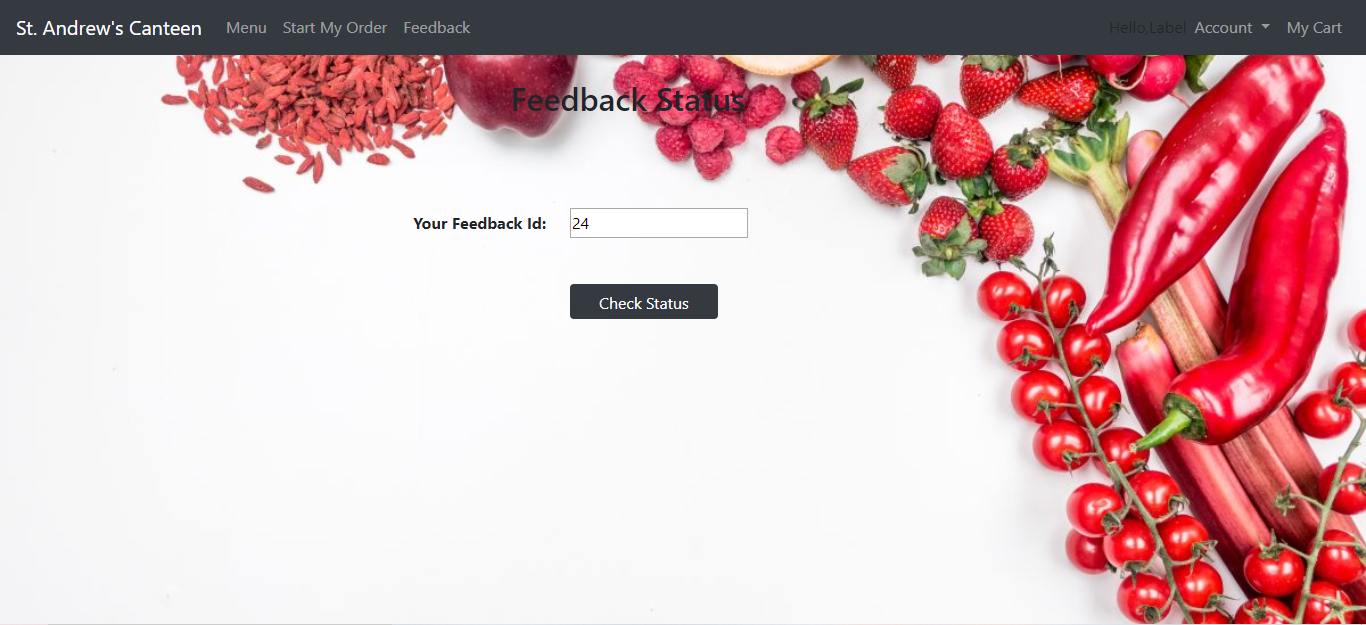 St. Andrew's Canteen Menu Start My Order Feedback Hello,Label Account My Cart
Feedback Status
Your Feedback Id: 24
Check Status